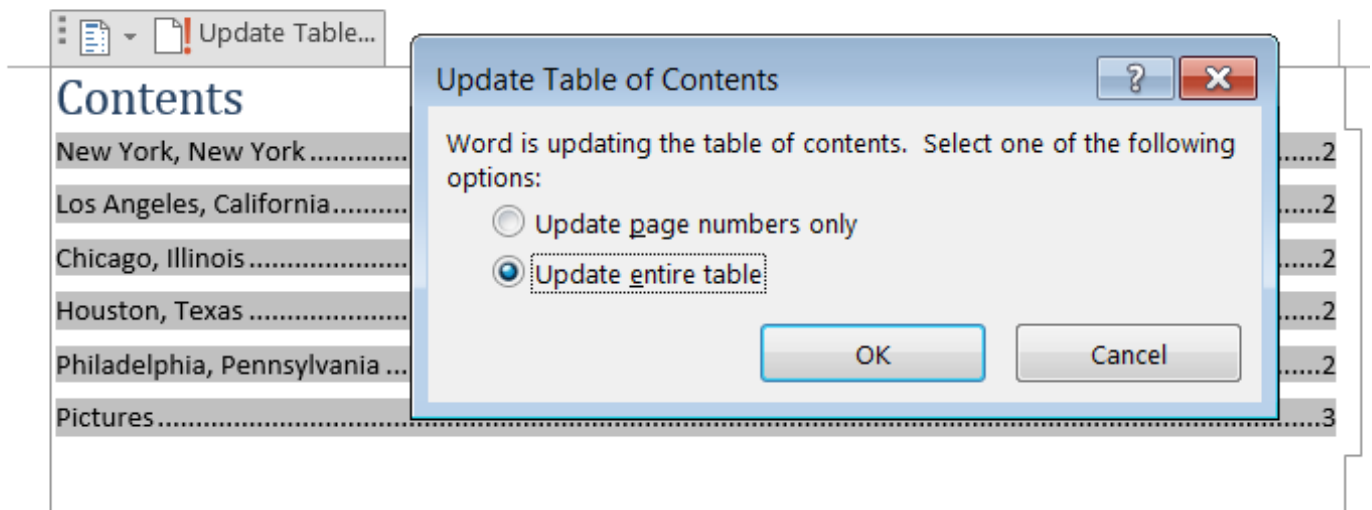 Update Table...
Contents
New York, New York.............
Los Angeles, California..........
Chicago, Illinois.....................
Houston, Texas.....................
Philadelphia, Pennsylvania...
Pictures..........................................................................................................................................................3
......2
......2
......2
......2
......2
Update Table of Contents
?
Word is updating the table of contents. Select one of the following
options:
Update page numbers only
Update entire table
OK
Cancel